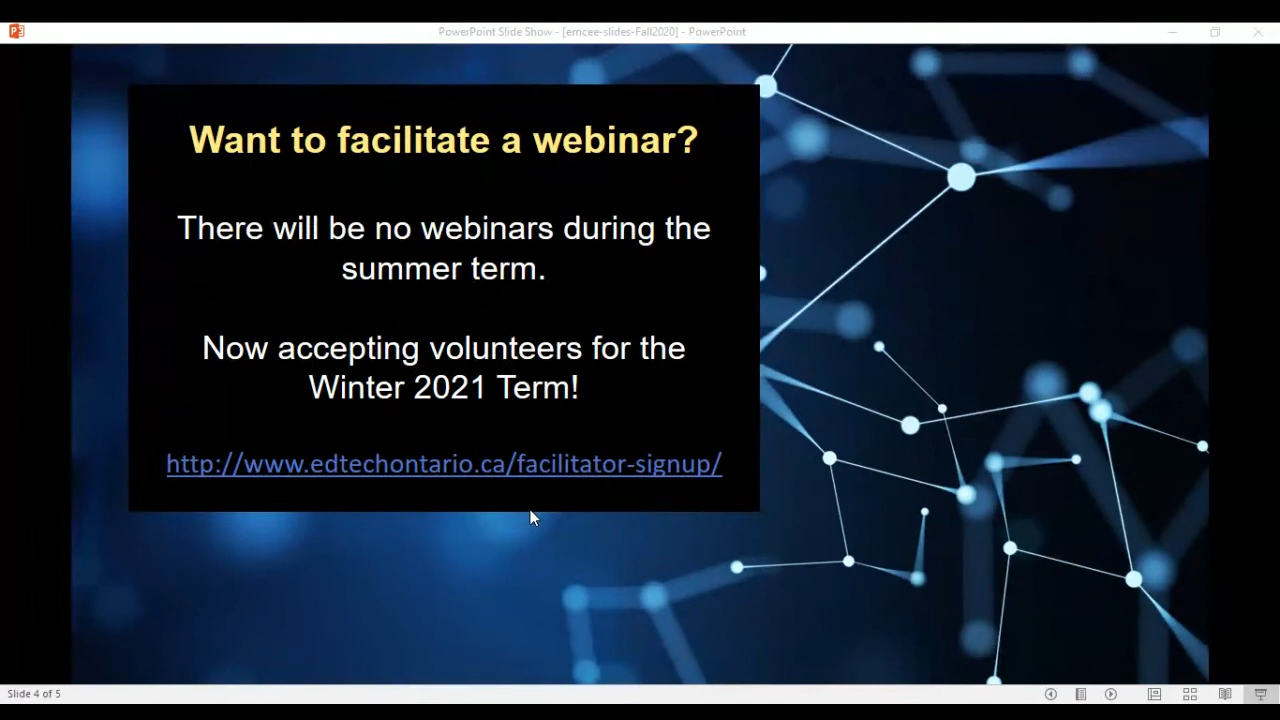 PowerPoint Slide Show - [emcee-slides-Fall2020] - PowerPoint
Want to facilitate a webinar?
There will be no webinars during the
summer term.
Now accepting volunteers for the
Winter 2021 Term!
http://www.edtechontario.ca/facilitator-signup/
Slide 4 of 5